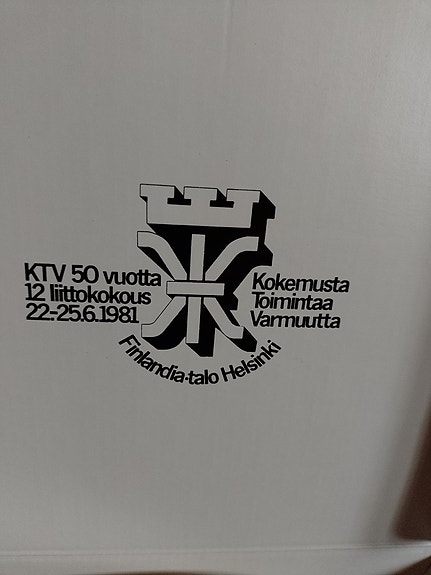 KTV 50 vuotta
12 liittokokous
22.-25.6.1981
Kokemusta
Toimintaa
Varmuutta
Finlandia-talo Helsinki